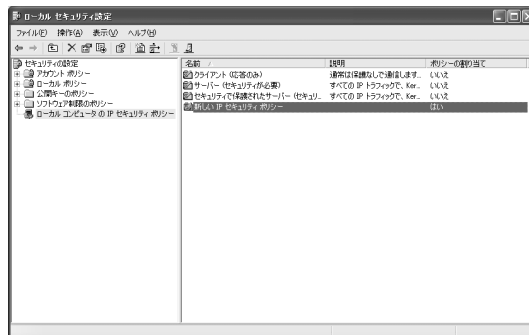 ローカル セキュリティ設定
ファイル(F) 操作(A) 表示(V) ヘルプ(H)
セキュリティの設定
アカウント ポリシー
ローカル ポリシー
公開キーのポリシー
ソフトウェア制限のポリシー
ローカル コンピュータ の IP セキュリティ ポリシー
名前 説明 ポリシーの割り当て
クライアント (応答のみ) 通常は保護なしで通信します... いいえ
サーバー (セキュリティが必要) すべての IP トラフィックで、Ker... いいえ
セキュリティで保護されたサーバー (セキュリ... すべての IP トラフィックで、Ker... いいえ
新しい IP セキュリティ ポリシー はい